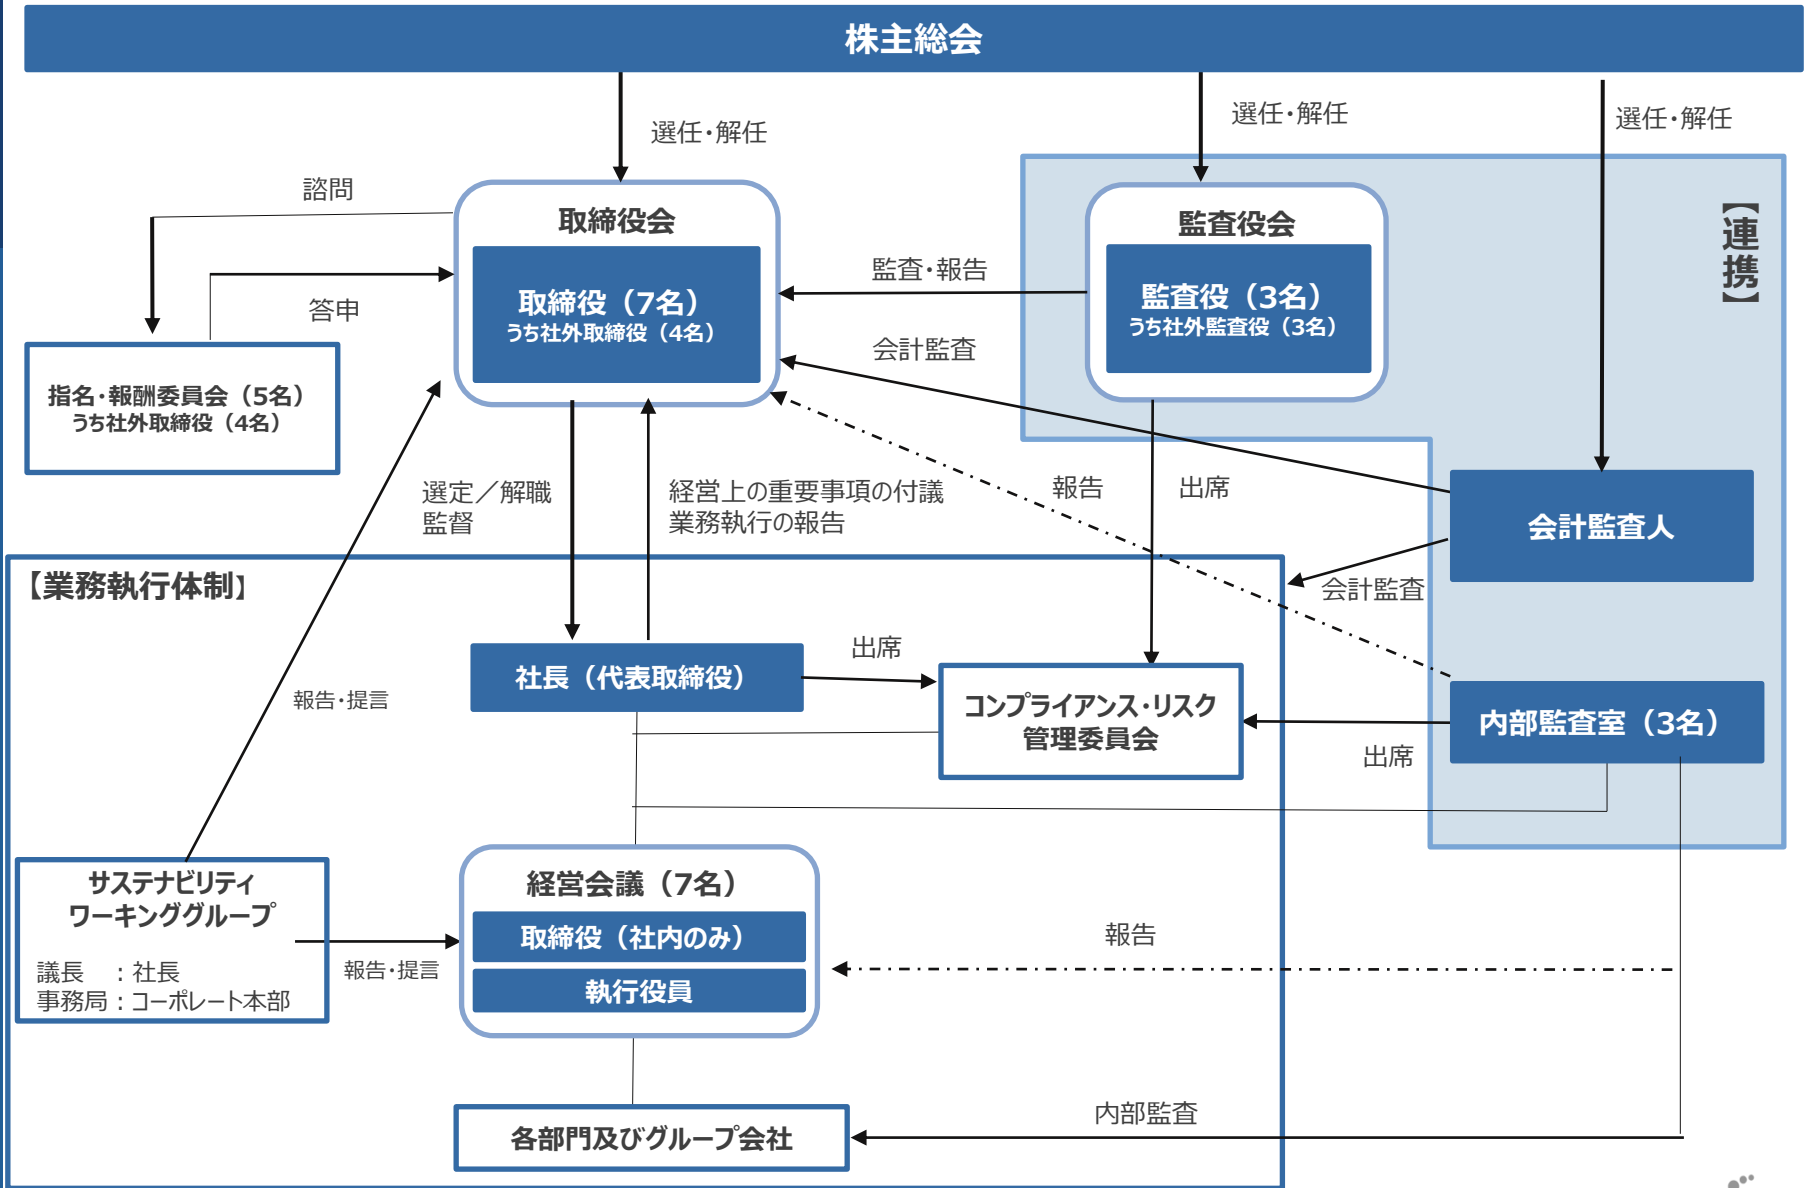 株主総会
選任・解任
選任・解任
選任・解任
諮問
答申
取締役会
取締役（7名）
うち社外取締役（4名）
監査・報告
会計監査
監査役会
監査役（3名）
うち社外監査役（3名）
【連携】
指名・報酬委員会（5名）
うち社外取締役（4名）
選定／解職
監督
経営上の重要事項の付議
業務執行の報告
報告
出席
会計監査人
会計監査
【業務執行体制】
社長（代表取締役）
出席
コンプライアンス・リスク
管理委員会
内部監査室（3名）
出席
報告・提言
サステナビリティ
ワーキンググループ
議長　：社長
事務局：コーポレート本部
報告・提言
経営会議（7名）
取締役（社内のみ）
執行役員
報告
各部門及びグループ会社
内部監査